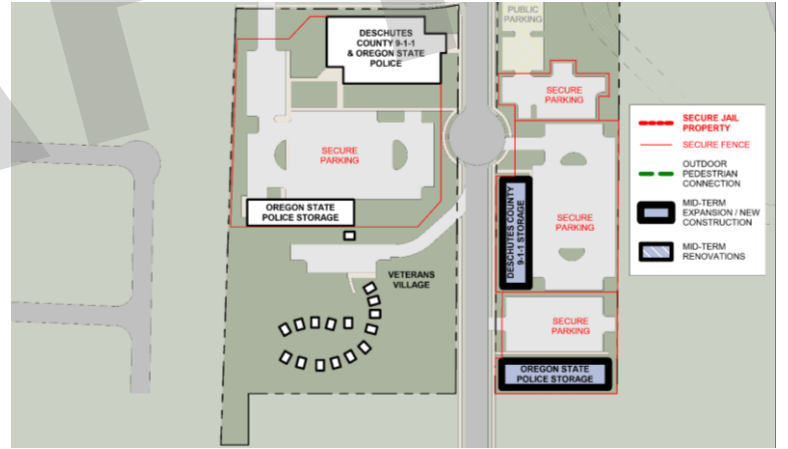 PUBLIC
PARKING
DESCHUTES
COUNTY 9-1-1
& OREGON STATE
POLICE
SECURE
PARKING
SECURE
PARKING
OREGON STATE
POLICE STORAGE
DESCHUTES COUNTY
9-1-1 STORAGE
SECURE
PARKING
VETERANS
VILLAGE
SECURE
PARKING
OREGON STATE
POLICE STORAGE
SECURE JAIL
PROPERTY
SECURE FENCE
OUTDOOR
PEDESTRIAN
CONNECTION
MID-TERM
EXPANSION / NEW
CONSTRUCTION
MID-TERM
RENOVATIONS